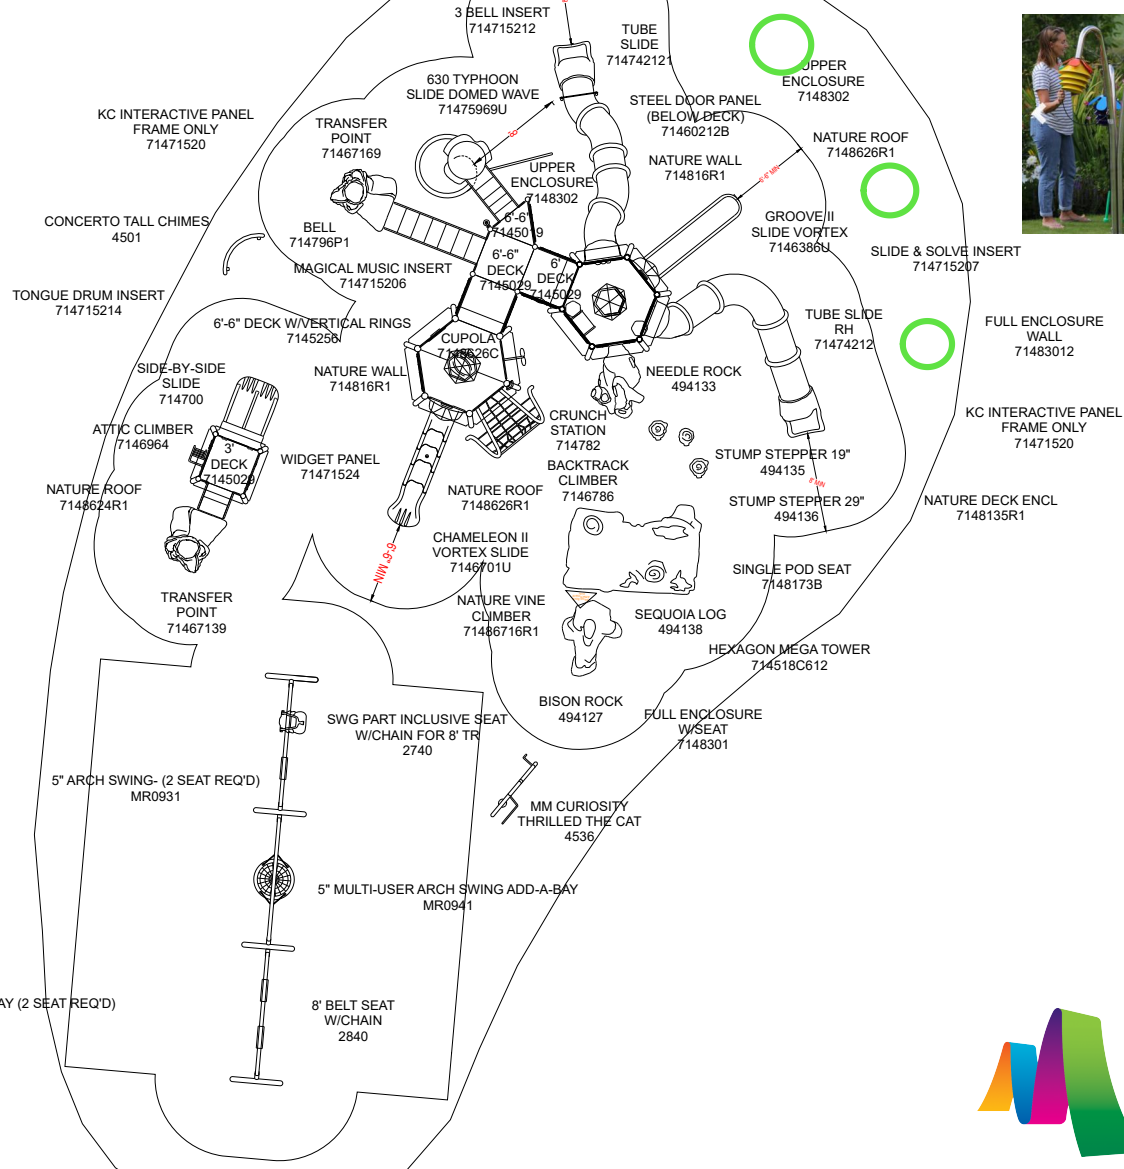 3 BELL INSERT
714715212
TUBE
SLIDE
714742121
UPPER
ENCLOSURE
7148302
630 TYPHOON
SLIDE DOMED WAVE
71475969U
STEEL DOOR PANEL
(BELOW DECK)
71460212B
KC INTERACTIVE PANEL
FRAME ONLY
71471520
TRANSFER
POINT
71467169
NATURE ROOF
7148626R1
NATURE WALL
714816R1
UPPER
ENCLOSURE
7148302
5'-6" MIN
CONCERTO TALL CHIMES
4501
BELL
714796P1
6'-6"
7145019
GROOVE II
SLIDE VORTEX
7146386U
SLIDE & SOLVE INSERT
714715207
6'-6"
DECK
7145029
6'
DECK
7145029
MAGICAL MUSIC INSERT
714715206
TONGUE DRUM INSERT
714715214
6'-6" DECK W/VERTICAL RINGS
7145256
CUPOLA
7148626C
TUBE SLIDE
RH
71474212
FULL ENCLOSURE
WALL
71483012
SIDE-BY-SIDE
SLIDE
714700
NATURE WALL
714816R1
NEEDLE ROCK
494133
ATTIC CLIMBER
7146964
CRUNCH
STATION
714782
KC INTERACTIVE PANEL
FRAME ONLY
71471520
3'
DECK
7145029
WIDGET PANEL
71471524
BACKTRACK
CLIMBER
7146786
STUMP STEPPER 19"
494135
6' MIN
NATURE ROOF
7148624R1
NATURE ROOF
7148626R1
STUMP STEPPER 29"
494136
NATURE DECK ENCL
7148135R1
6'-6" MIN
CHAMELEON II
VORTEX SLIDE
7146701U
SINGLE POD SEAT
7148173B
TRANSFER
POINT
71467139
NATURE VINE
CLIMBER
71486716R1
SEQUOIA LOG
494138
HEXAGON MEGA TOWER
714518C612
BISON ROCK
494127
FULL ENCLOSURE
W/SEAT
7148301
SWG PART INCLUSIVE SEAT
W/CHAIN FOR 8' TR
2740
5" ARCH SWING- (2 SEAT REQ'D)
MR0931
MM CURIOSITY
THRILLED THE CAT
4536
5" MULTI-USER ARCH SWING ADD-A-BAY
MR0941
AY (2 SEAT REQ'D)
8' BELT SEAT
W/CHAIN
2840